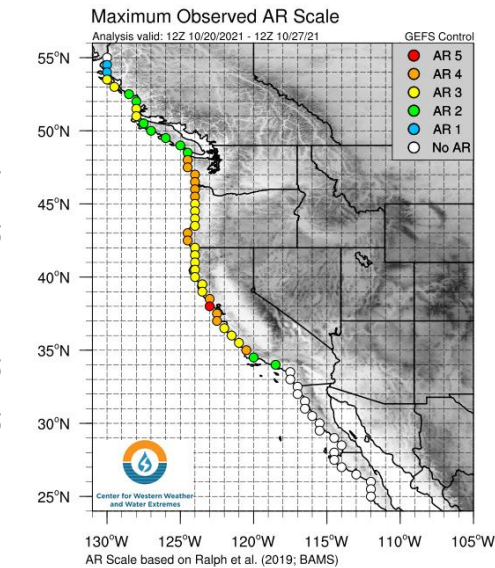 Maximum Observed AR Scale
Analysis valid: 12Z 10/20/2021 - 12Z 10/27/21
GEFS Control
AR 5
AR 4
AR 3
AR 2
AR 1
No AR
55°N
50°N
45°N
40°N
35°N
30°N
25°N
Center for Western Weather
and Water Extremes
130°W 125°W 120°W 115°W 110°W 105°W
AR Scale based on Ralph et al. (2019; BAMS)